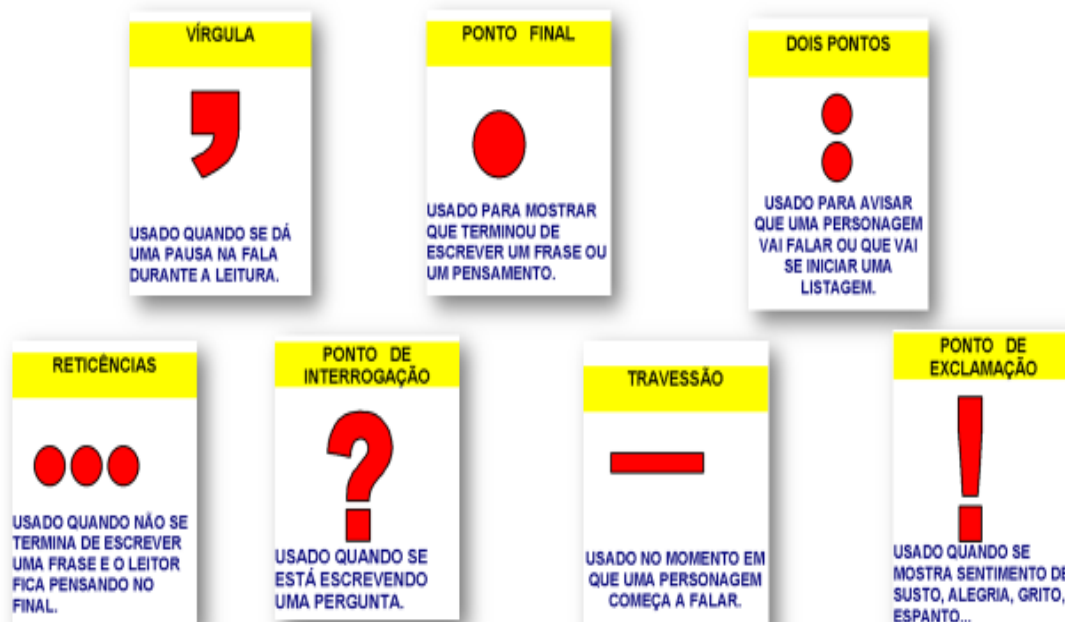 VÍRGULA
,
USADO QUANDO SE DÁ
UMA PAUSA NA FALA
DURANTE A LEITURA.
PONTO FINAL
.
USADO PARA MOSTRAR
QUE TERMINOU DE
ESCREVER UM FRASE OU
UM PENSAMENTO.
DOIS PONTOS
:
USADO PARA AVISAR
QUE UMA PERSONAGEM
VAI FALAR OU QUE VAI
SE INICIAR UMA
LISTAGEM.
RETICÊNCIAS
...
USADO QUANDO NÃO SE
TERMINA DE ESCREVER
UMA FRASE E O LEITOR
FICA PENSANDO NO
FINAL.
PONTO DE
INTERROGAÇÃO
?
USADO QUANDO SE
ESTÁ ESCREVENDO
UMA PERGUNTA.
TRAVESSÃO
—
USADO NO MOMENTO EM
QUE UMA PERSONAGEM
COMEÇA A FALAR.
PONTO DE
EXCLAMAÇÃO
!
USADO QUANDO SE
MOSTRA SENTIMENTO DE
SUSTO, ALEGRIA, GRITO,
ESPANTO...